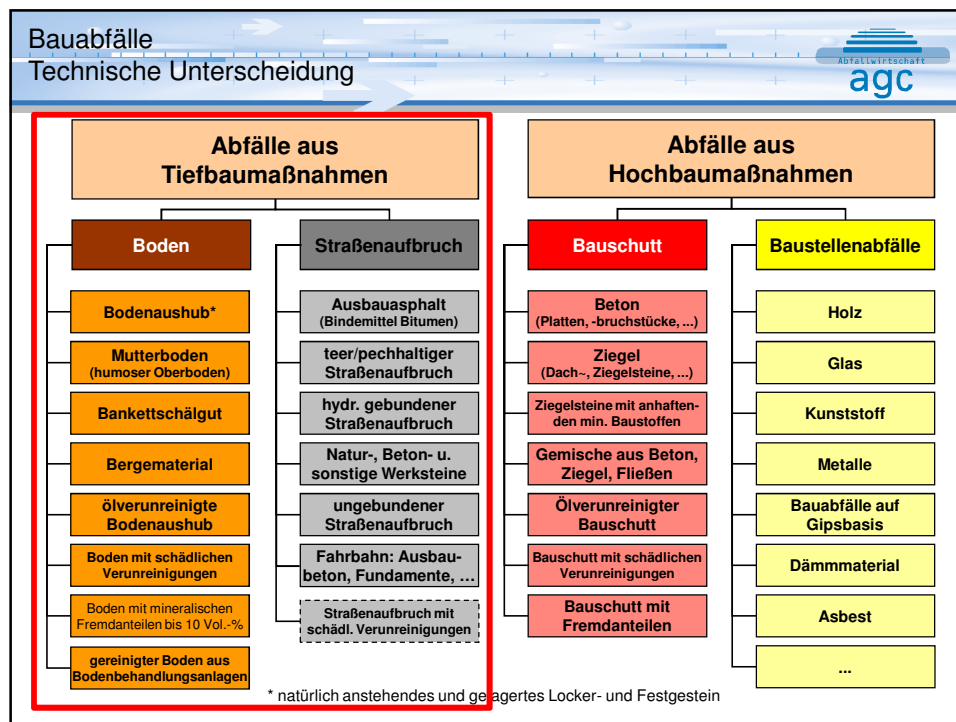 Bauabfälle
Technische Unterscheidung
Abfallwirtschaft
agc
Abfälle aus
Tiefbaumaßnahmen
Boden
Bodenaushub*
Mutterboden
(humoser Oberboden)
Bankettschälgut
Bergematerial
ölverunreinigte
Bodenaushub
Boden mit schädlichen
Verunreinigungen
Boden mit mineralischen
Fremdanteilen bis 10 Vol.-%
gereinigter Boden aus
Bodenbehandlungsanlagen
Straßenaufbruch
Ausbauasphalt
(Bindemittel Bitumen)
teer/pechhaltiger
Straßenaufbruch
hydr. gebundener
Straßenaufbruch
Natur-, Beton- u.
sonstige Werksteine
ungebundener
Straßenaufbruch
Fahrbahn: Ausbau-
beton, Fundamente, …
Straßenaufbruch mit
schädl. Verunreinigungen
Abfälle aus
Hochbaumaßnahmen
Bauschutt
Beton
(Platten, -bruchstücke, ...)
Ziegel
(Dach~, Ziegelsteine, ...)
Ziegelsteine mit anhaften-
den min. Baustoffen
Gemische aus Beton,
Ziegel, Fließen
Ölverunreinigter
Bauschutt
Bauschutt mit schädlichen
Verunreinigungen
Bauschutt mit
Fremdanteilen
Baustellenabfälle
Holz
Glas
Kunststoff
Metalle
Bauabfälle auf
Gipsbasis
Dämmmaterial
Asbest
...
* natürlich anstehendes und gelagertes Locker- und Festgestein